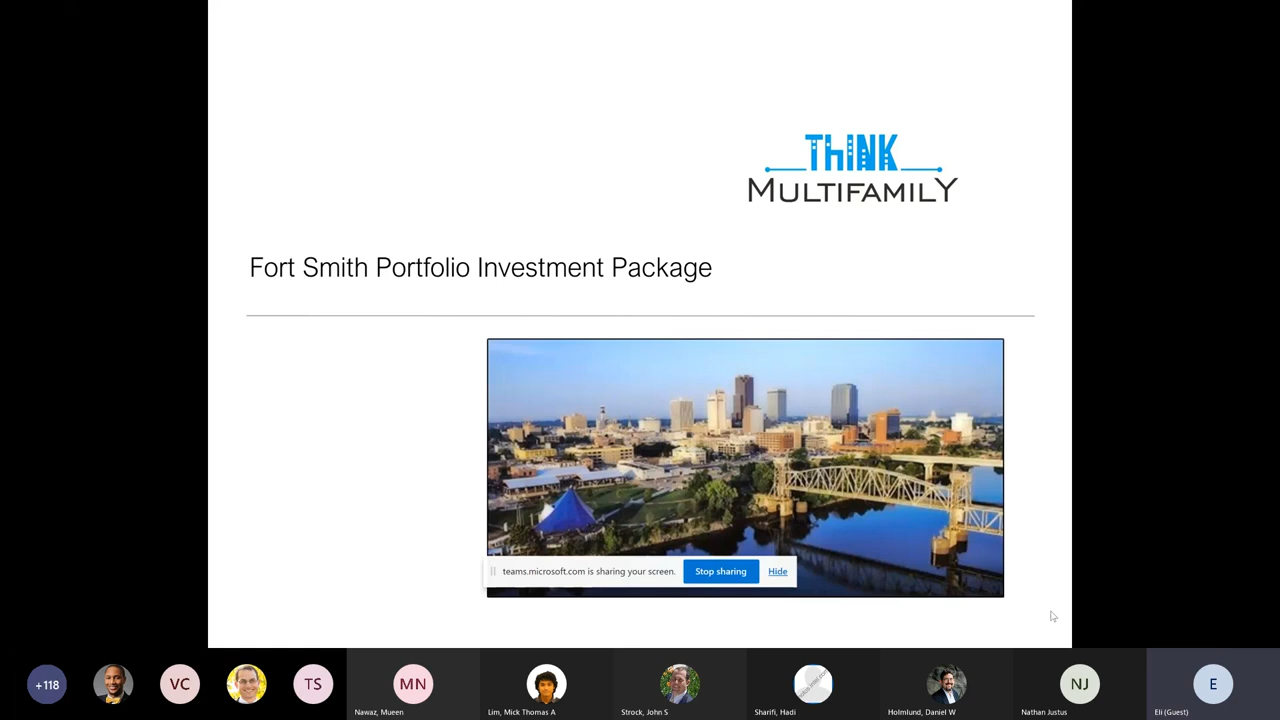 ThINK
MULTIFAMILY
Fort Smith Portfolio Investment Package
teams.microsoft.com is sharing your screen.
Stop sharing
Hide
+118
VC
TS
MN
NJ
E
Nawaz, Mueen
Lim, Mick Thomas A
Strock, John S
Sharifi, Hadi
Holmlund, Daniel W
Nathan Justus
Eli (Guest)